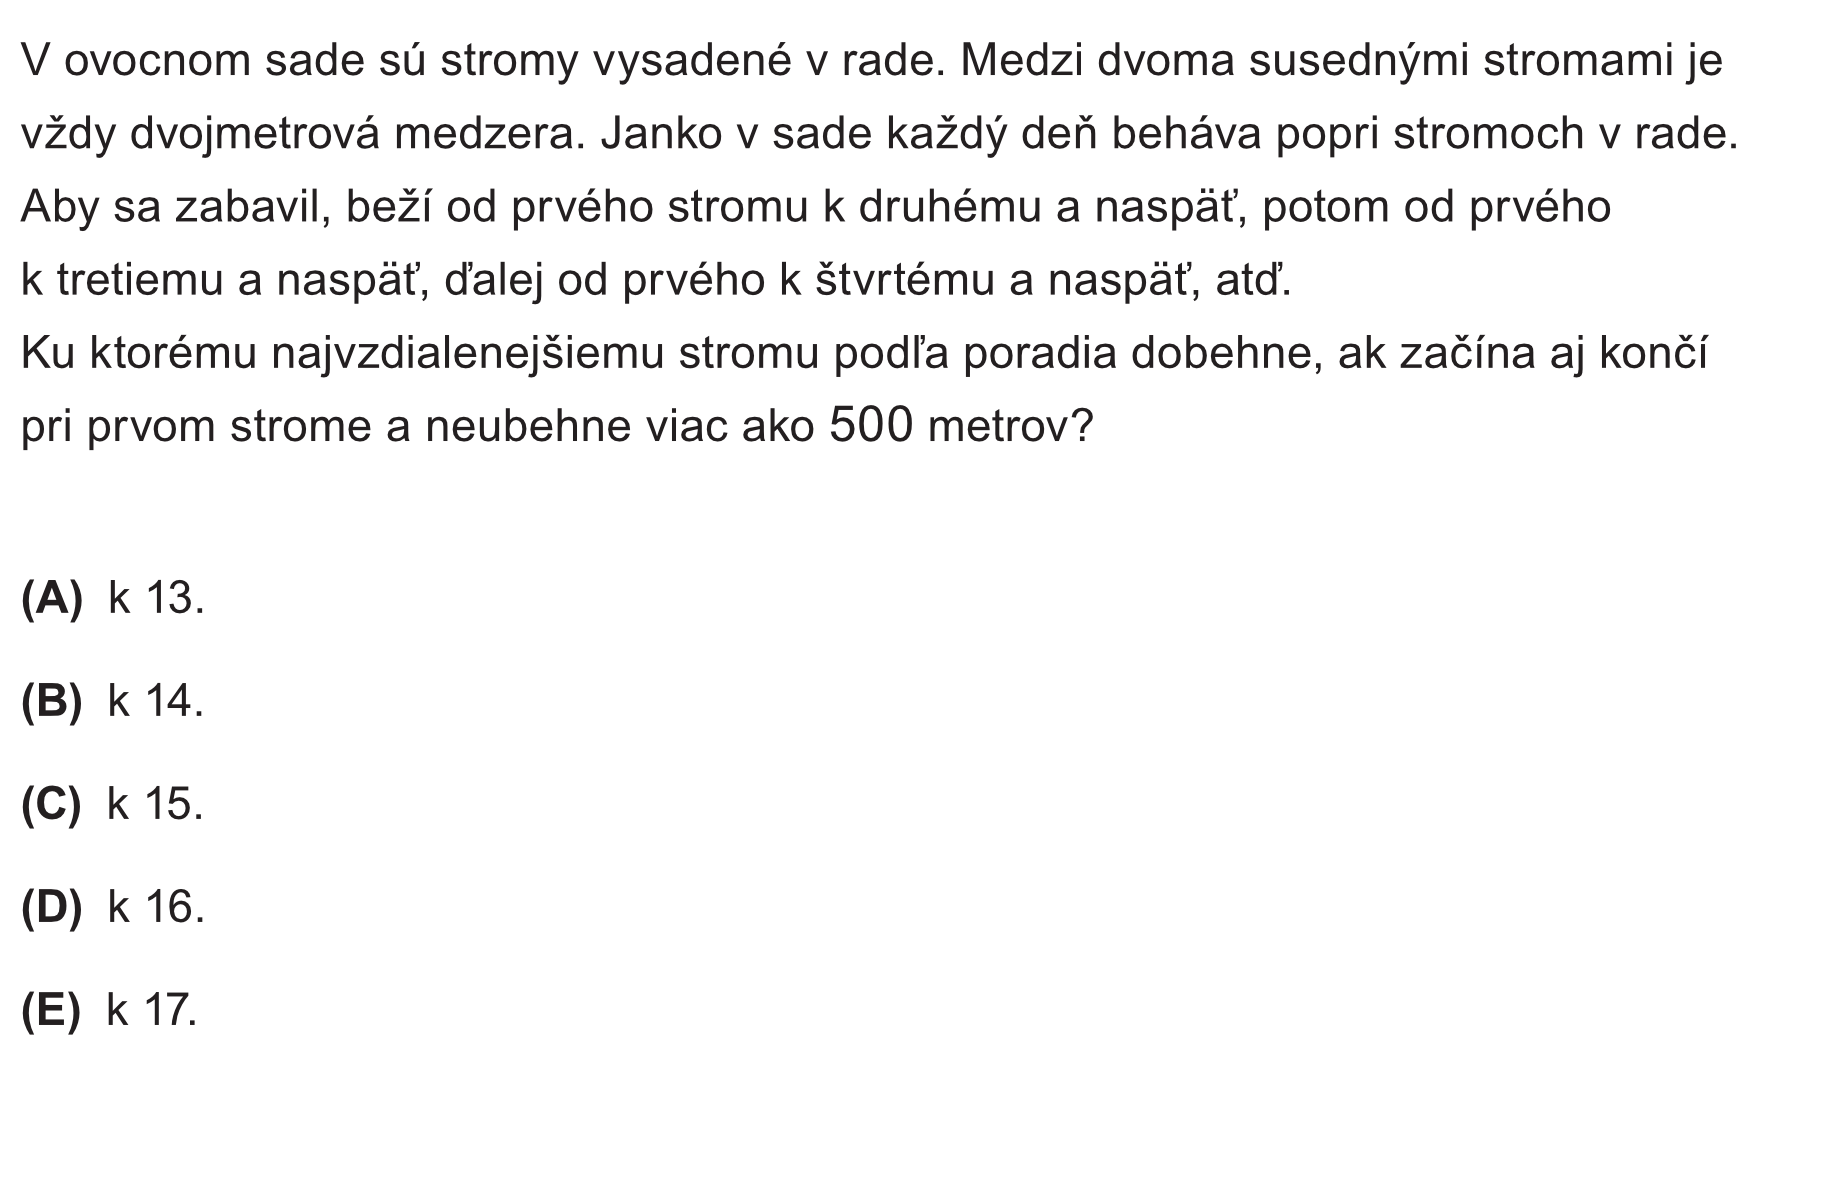 V ovocnom sade sú stromy vysadené v rade. Medzi dvoma susednými stromami je
vždy dvojmetrová medzera. Janko v sade každý deň beháva popri stromoch v rade.
Aby sa zabavil, beží od prvého stromu k druhému a naspäť, potom od prvého
k tretiemu a naspäť, ďalej od prvého k štvrtému a naspäť, atď.
Ku ktorému najvzdialenejšiemu stromu podľa poradia dobehne, ak začína aj končí
pri prvom strome a neubehne viac ako 500 metrov?
(A) k 13.
(B) k 14.
(C) k 15.
(D) k 16.
(E) k 17.